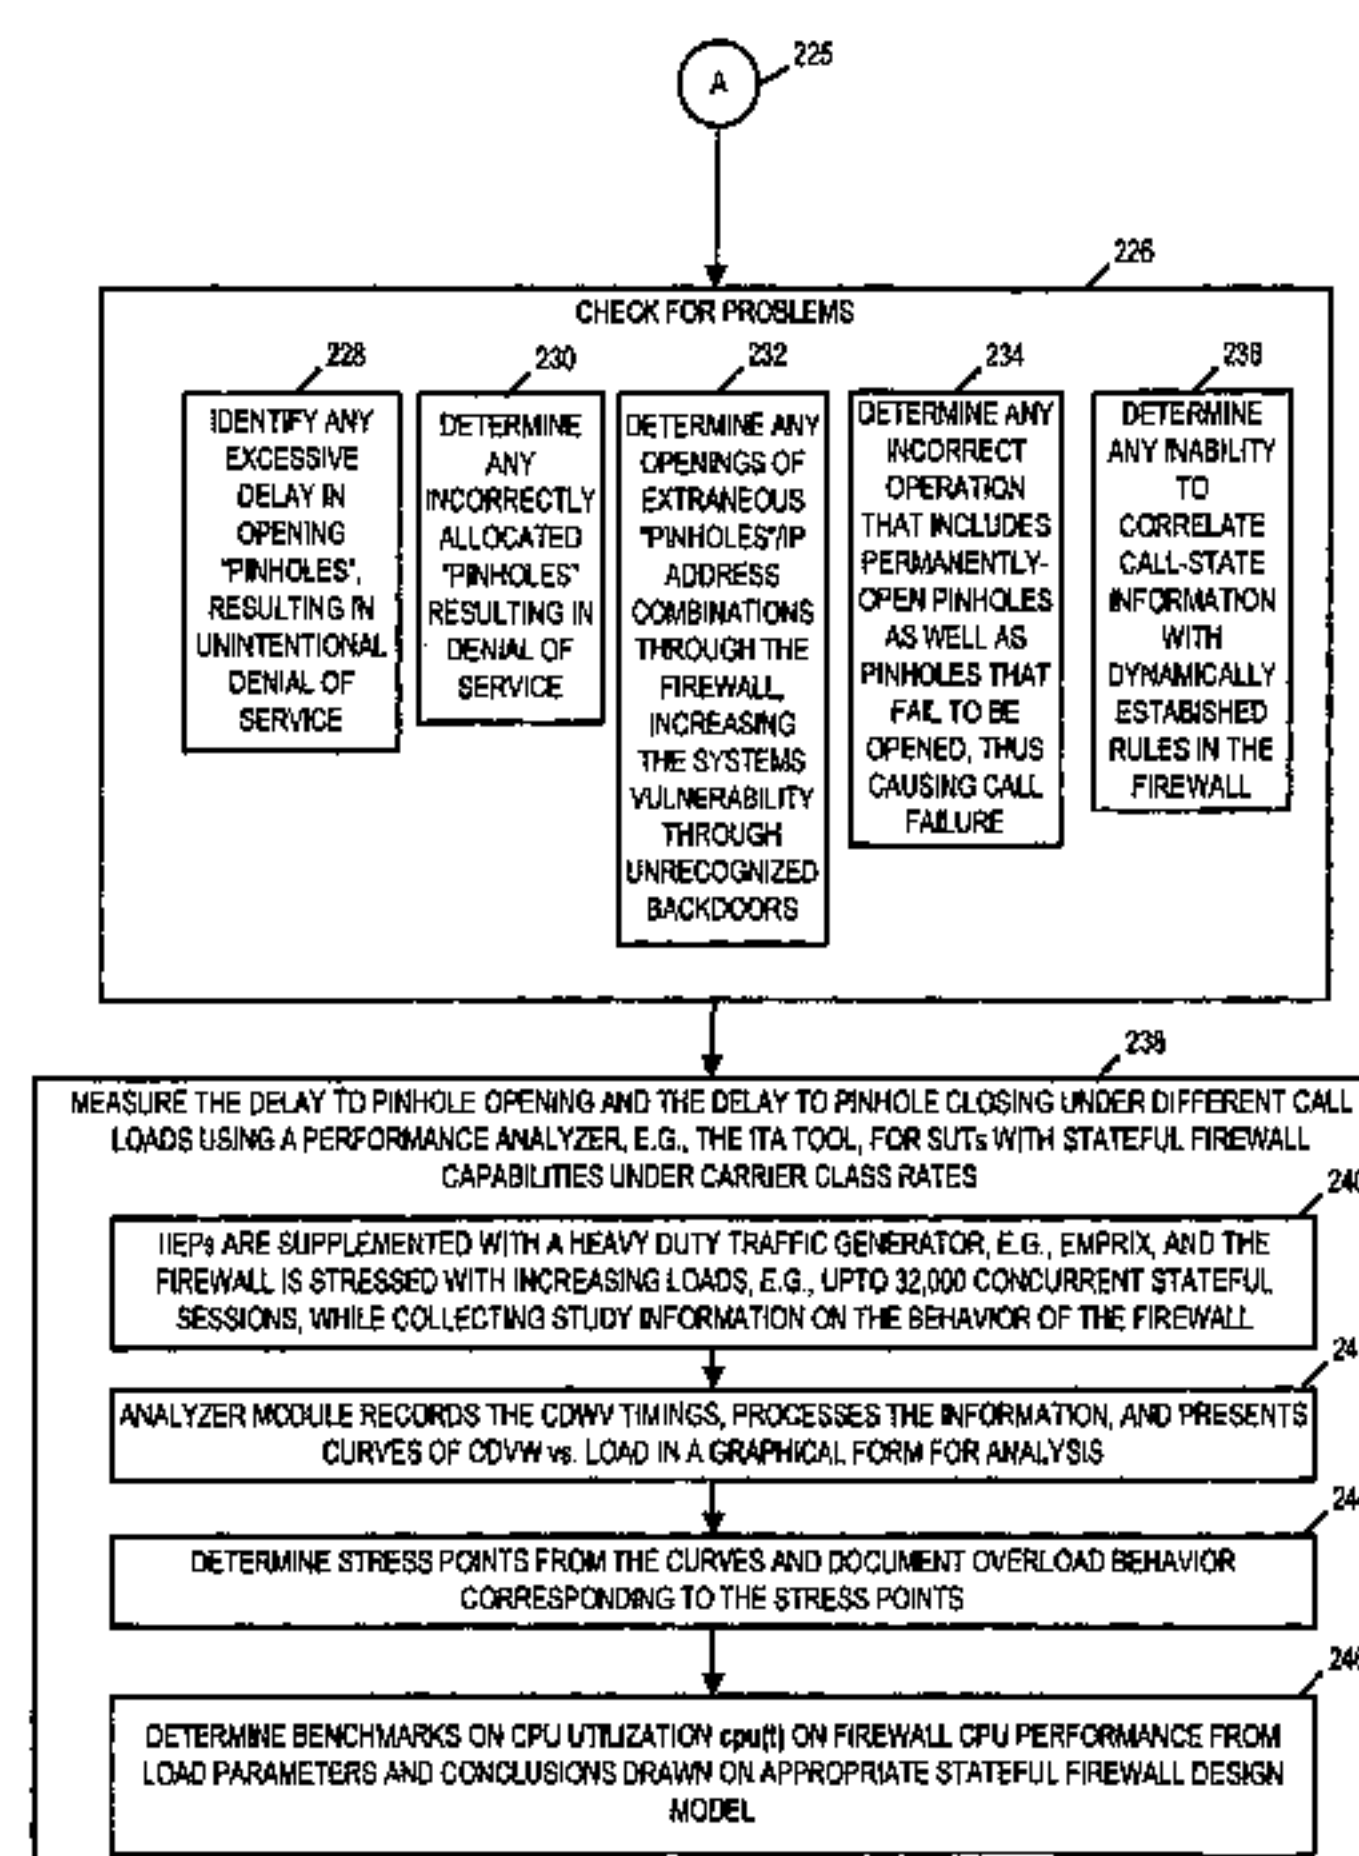 A
225
226
CHECK FOR PROBLEMS
228
IDENTIFY ANY
EXCESSIVE
DELAY IN
OPENING
"PINHOLES",
RESULTING IN
UNINTENTIONAL
DENIAL OF
SERVICE
230
DETERMINE
ANY
INCORRECTLY
ALLOCATED
"PINHOLES"
RESULTING IN
DENIAL OF
SERVICE
232
DETERMINE ANY
OPENINGS OF
EXTRANEOUS
"PINHOLES"/IP
ADDRESS
COMBINATIONS
THROUGH THE
FIREWALL,
INCREASING
THE SYSTEMS
VULNERABILITY
THROUGH
UNRECOGNIZED
BACKDOORS
234
DETERMINE ANY
INCORRECT
OPERATION
THAT INCLUDES
PERMANENTLY-
OPEN PINHOLES
AS WELL AS
PINHOLES THAT
FAIL TO BE
OPENED, THUS
CAUSING CALL
FAILURE
236
DETERMINE
ANY INABILITY
TO
CORRELATE
CALL-STATE
INFORMATION
WITH
DYNAMICALLY
ESTABISHED
RULES IN THE
FIREWALL
238
MEASURE THE DELAY TO PINHOLE OPENING AND THE DELAY TO PINHOLE CLOSING UNDER DIFFERENT CALL
LOADS USING A PERFORMANCE ANALYZER, E.G., THE ITA TOOL, FOR SUTs WITH STATEFUL FIREWALL
CAPABILITIES UNDER CARRIER CLASS RATES
240
IIEPs ARE SUPPLEMENTED WITH A HEAVY DUTY TRAFFIC GENERATOR, E.G., EMPRIX, AND THE
FIREWALL IS STRESSED WITH INCREASING LOADS, E.G., UPTO 32,000 CONCURRENT STATEFUL
SESSIONS, WHILE COLLECTING STUDY INFORMATION ON THE BEHAVIOR OF THE FIREWALL
24
ANALYZER MODULE RECORDS THE CDWV TIMINGS, PROCESSES THE INFORMATION, AND PRESENTS
CURVES OF CDVW vs. LOAD IN A GRAPHICAL FORM FOR ANALYSIS
244
DETERMINE STRESS POINTS FROM THE CURVES AND DOCUMENT OVERLOAD BEHAVIOR
CORRESPONDING TO THE STRESS POINTS
246
DETERMINE BENCHMARKS ON CPU UTILIZATION cpu(t) ON FIREWALL CPU PERFORMANCE FROM
LOAD PARAMETERS AND CONCLUSIONS DRAWN ON APPROPRIATE STATEFUL FIREWALL DESIGN
MODEL